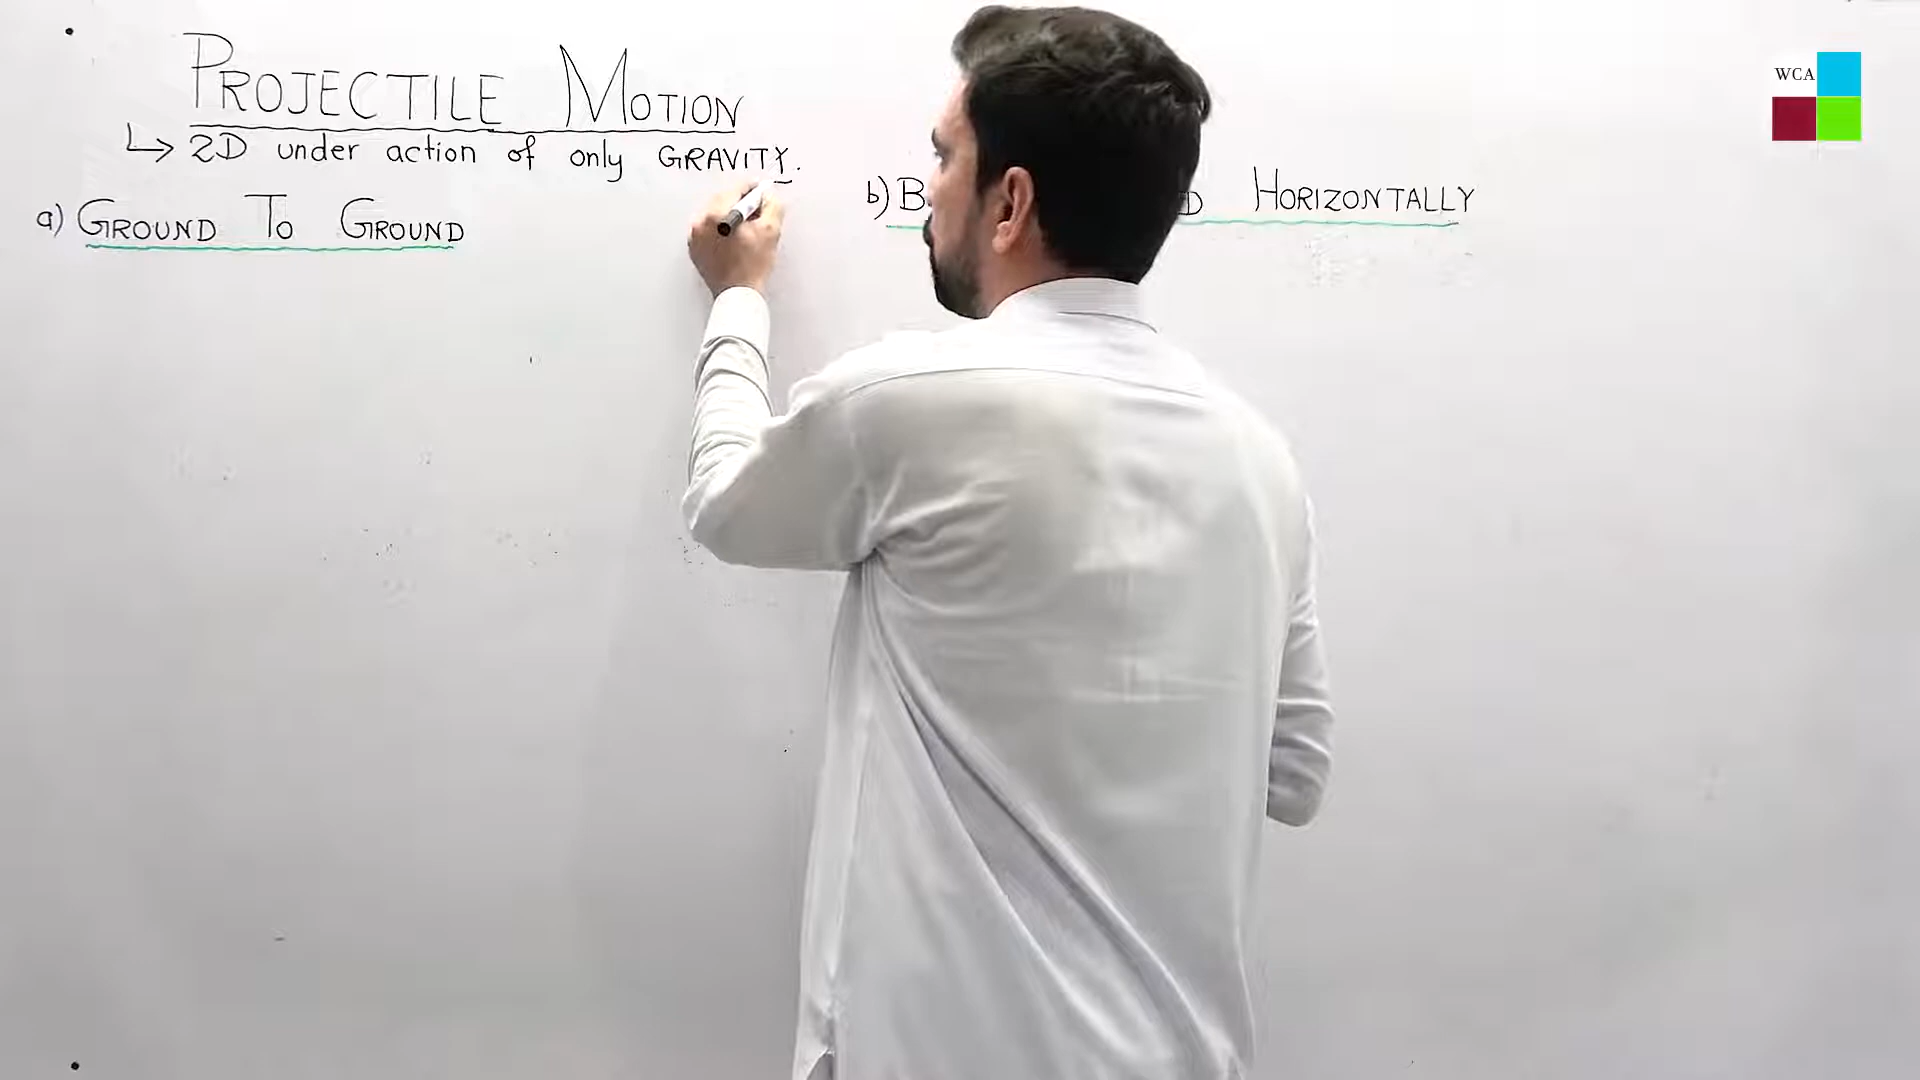 PROJECTILE MOTION
↳ 2D under action of only GRAVITY.
a) GROUND TO GROUND
b) HORIZONTALLY
WCA